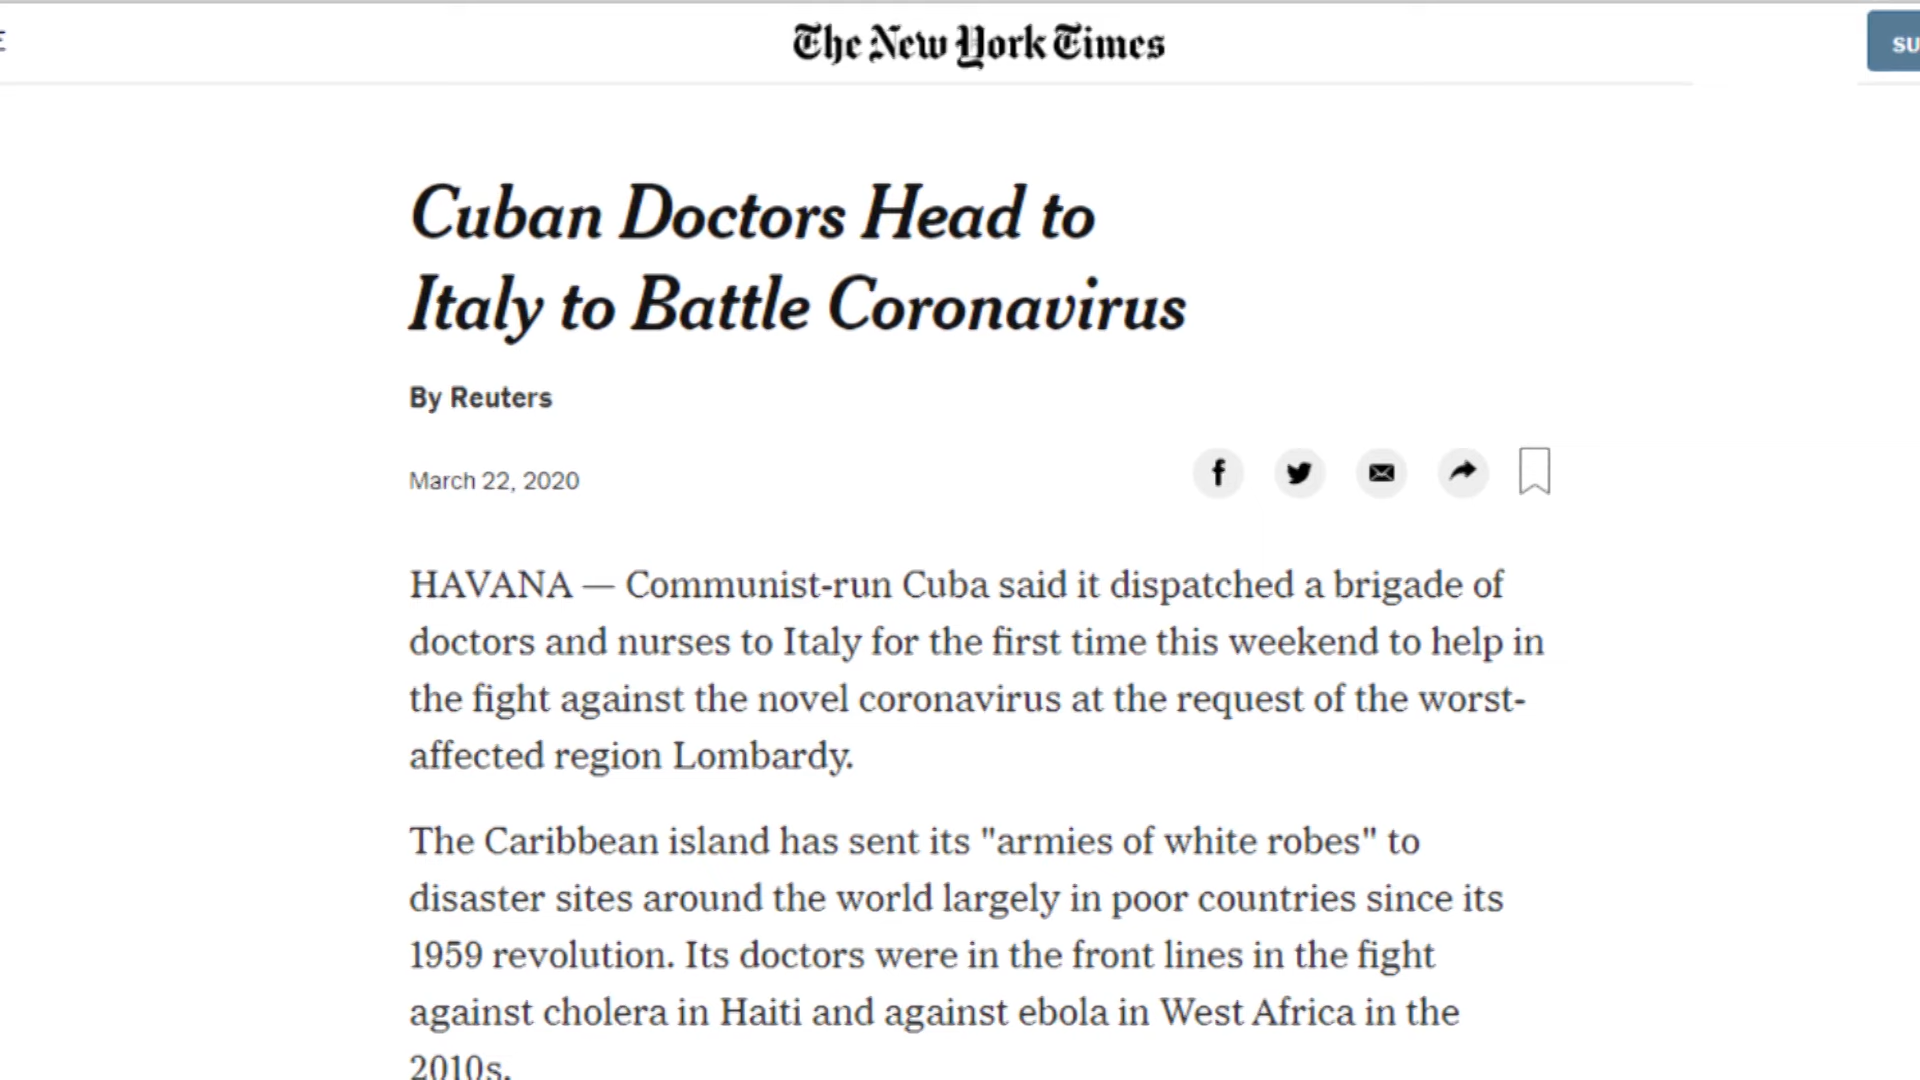 The New York Times
SU
Cuban Doctors Head to
Italy to Battle Coronavirus
By Reuters
March 22, 2020
HAVANA — Communist-run Cuba said it dispatched a brigade of
doctors and nurses to Italy for the first time this weekend to help in
the fight against the novel coronavirus at the request of the worst-
affected region Lombardy.
The Caribbean island has sent its "armies of white robes" to
disaster sites around the world largely in poor countries since its
1959 revolution. Its doctors were in the front lines in the fight
against cholera in Haiti and against ebola in West Africa in the
2010s.